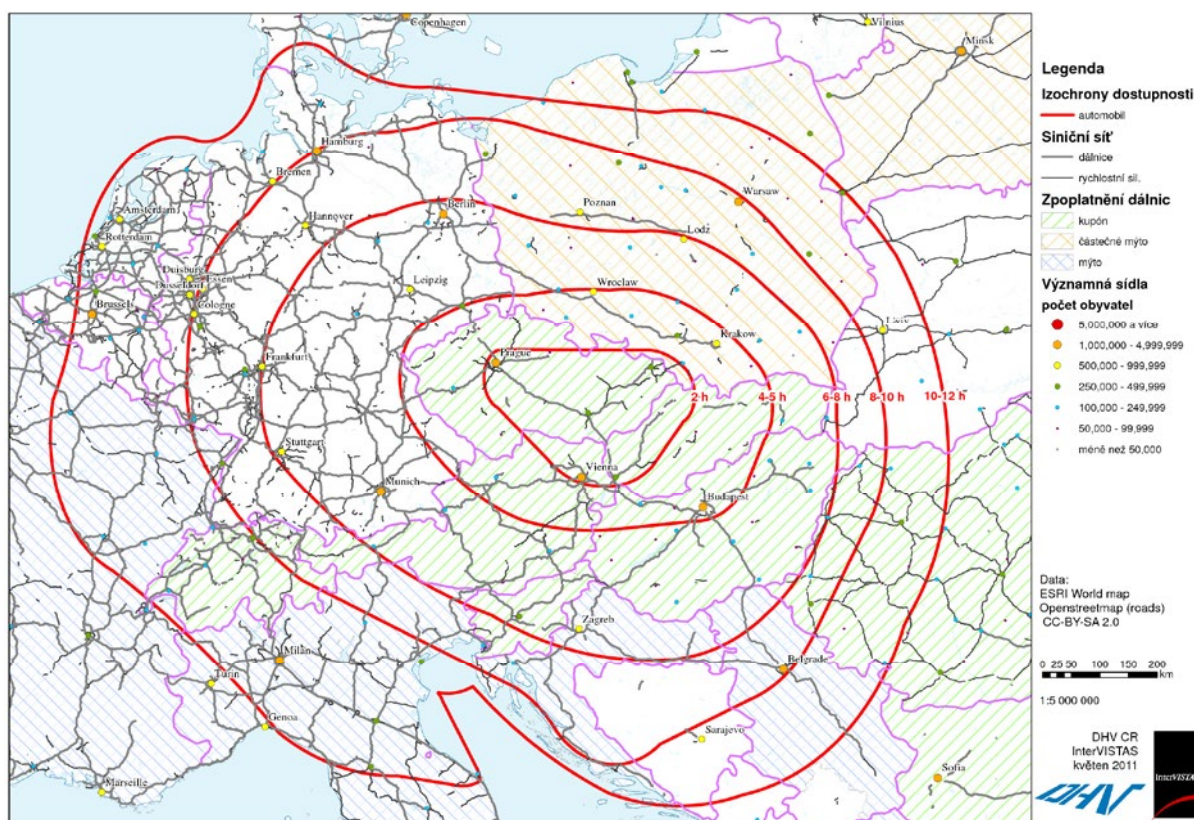 Copenhagen
Vilnius
Minsk
Hamburg
Bremen
Amsterdam
Hannover
Berlin
Poznan
Warsaw
Rotterdam
Lodź
Duisburg
Essen
Dusseldorf
Leipzig
Wroclaw
Brussels
Cologne
Krakow
Frankfurt
Prague
2 h
4-5 h
6-8 h
8-10 h
10-12 h
Stuttgart
Vienna
Munich
Budapest
Zagreb
Milan
Belgrade
Turin
Genoa
Sarajevo
Marseille
Sofia
Legenda
Izochrony dostupnosti
automobil
Siniční síť
dálnice
rychlostní sil.
Zpoplatnění dálnic
kupón
částečné mýto
mýto
Významná sídla
počet obyvatel
5,000,000 a více
1,000,000 - 4,999,999
500,000 - 999,999
250,000 - 499,999
100,000 - 249,999
50,000 - 99,999
méně než 50,000
Data:
ESRI World map
Openstreetmap (roads)
CC-BY-SA 2.0
0 25 50 100 150 200
km
1:5 000 000
DHV CR
InterVISTAS
květen 2011
DHV
InterVISTAS